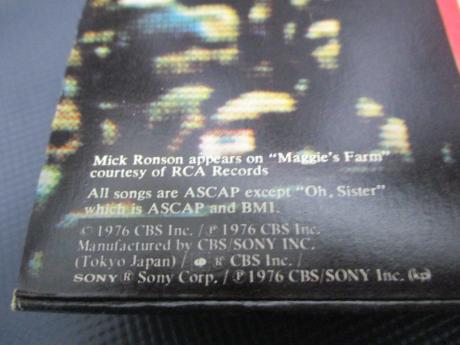 Mick Ronson appears on "Maggie's Farm"
courtesy of RCA Records
All songs are ASCAP except "Oh, Sister"
which is ASCAP and BMI.
© 1976 CBS Inc. / ℗ 1976 CBS Inc.
Manufactured by CBS/SONY INC.
(Tokyo Japan) / ® CBS Inc. /
SONY ® Sony Corp. / ℗ 1976 CBS/SONY Inc.